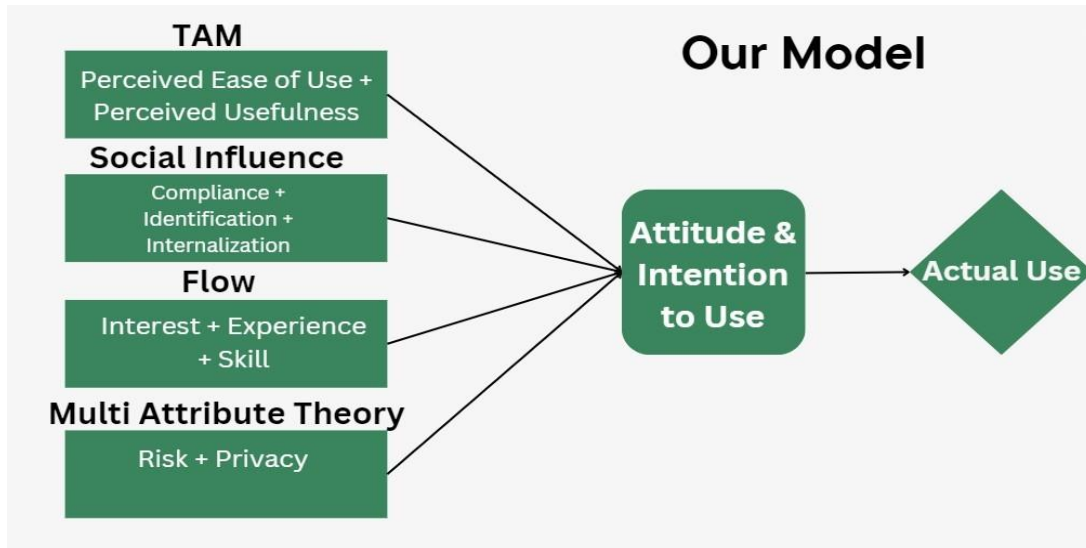 TAM
Our Model
Perceived Ease of Use +
Perceived Usefulness
Social Influence
Compliance +
Identification +
Internalization
Flow
Interest + Experience
+ Skill
Multi Attribute Theory
Risk + Privacy
Attitude &
Intention
to Use
Actual Use